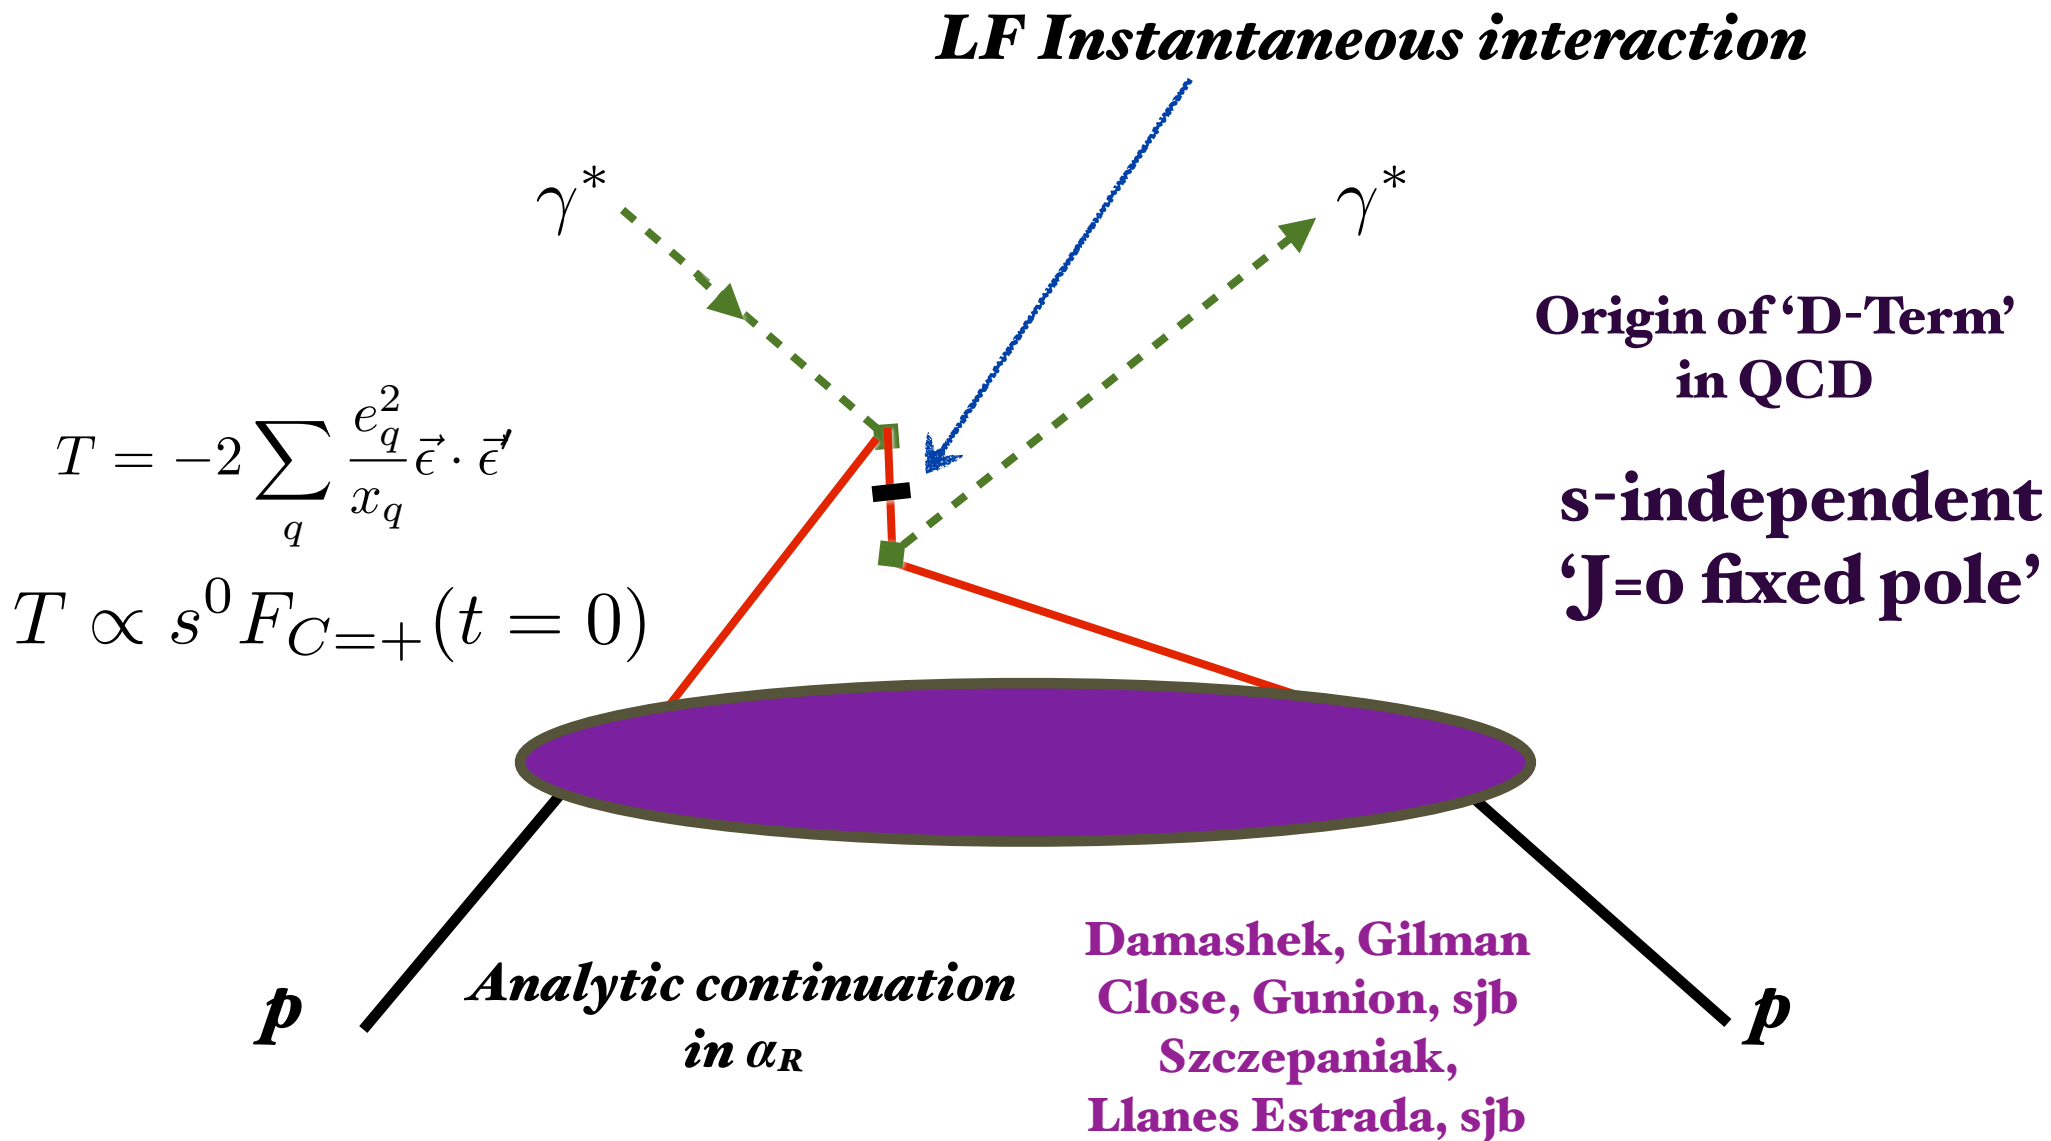 LF Instantaneous interaction
γ*
γ*
Origin of ‘D-Term’
in QCD
T = −2 ∑_q e_q^2/x_q ϵ⃗ · ϵ⃗′
s-independent
‘J=0 fixed pole’
T ∝ s^0 F_{C=+}(t = 0)
Damashek, Gilman
Close, Gunion, sjb
Szczepaniak,
Llanes Estrada, sjb
Analytic continuation
in α_R
p
p